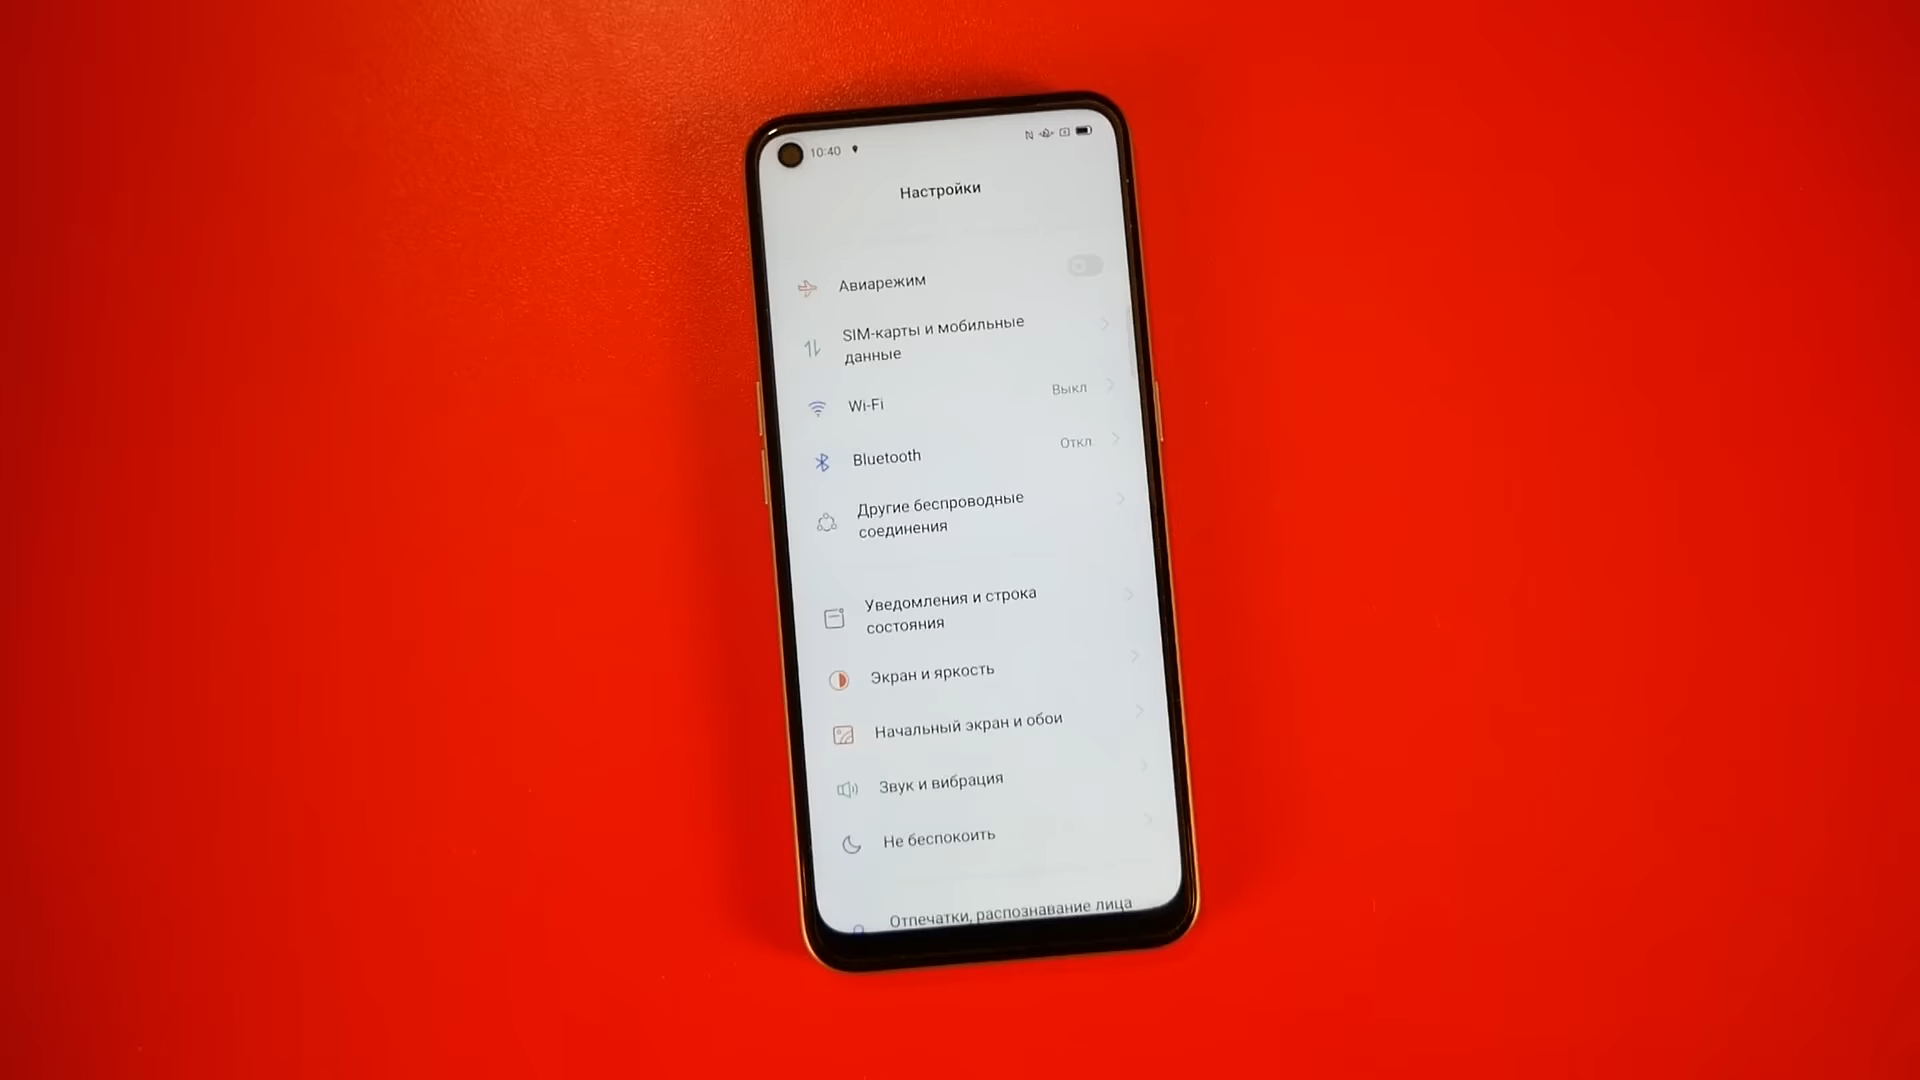 10:40
Настройки
Авиарежим
SIM-карты и мобильные
данные
Wi-Fi
Выкл
Bluetooth
Откл
Другие беспроводные
соединения
Уведомления и строка
состояния
Экран и яркость
Начальный экран и обои
Звук и вибрация
Не беспокоить
Отпечатки, распознавание лица